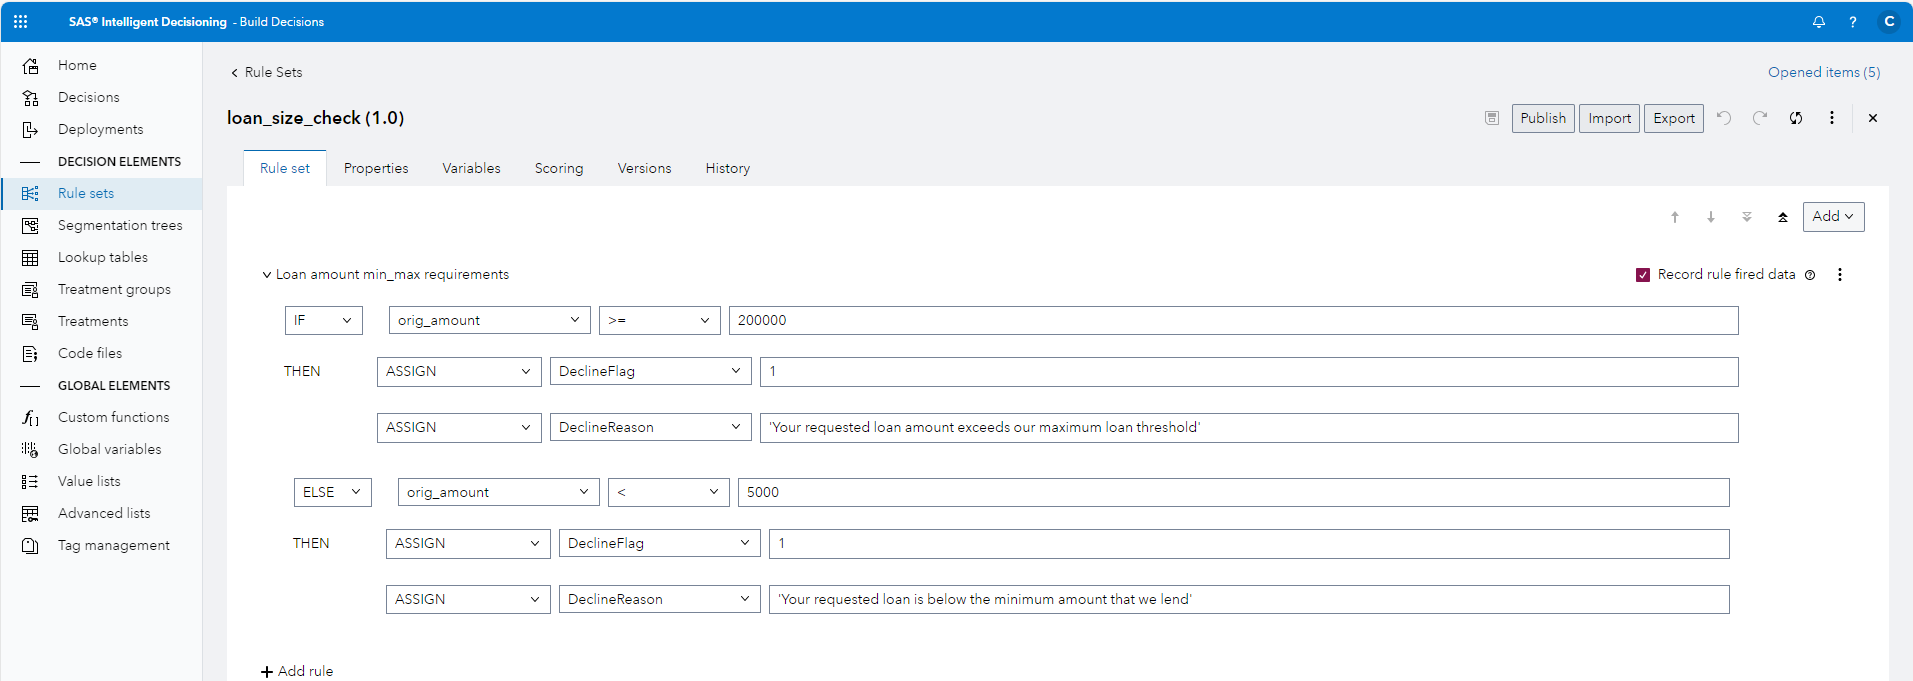 SAS® Intelligent Decisioning - Build Decisions
? C
Home
Decisions
Deployments
DECISION ELEMENTS
Rule sets
Segmentation trees
Lookup tables
Treatment groups
Treatments
Code files
GLOBAL ELEMENTS
Custom functions
Global variables
Value lists
Advanced lists
Tag management
Rule Sets
Opened items (5)
loan_size_check (1.0)
Publish Import Export
Rule set Properties Variables Scoring Versions History
Add
Loan amount min_max requirements
Record rule fired data
IF orig_amount >= 200000
THEN ASSIGN DeclineFlag 1
ASSIGN DeclineReason 'Your requested loan amount exceeds our maximum loan threshold'
ELSE orig_amount < 5000
THEN ASSIGN DeclineFlag 1
ASSIGN DeclineReason 'Your requested loan is below the minimum amount that we lend'
+ Add rule